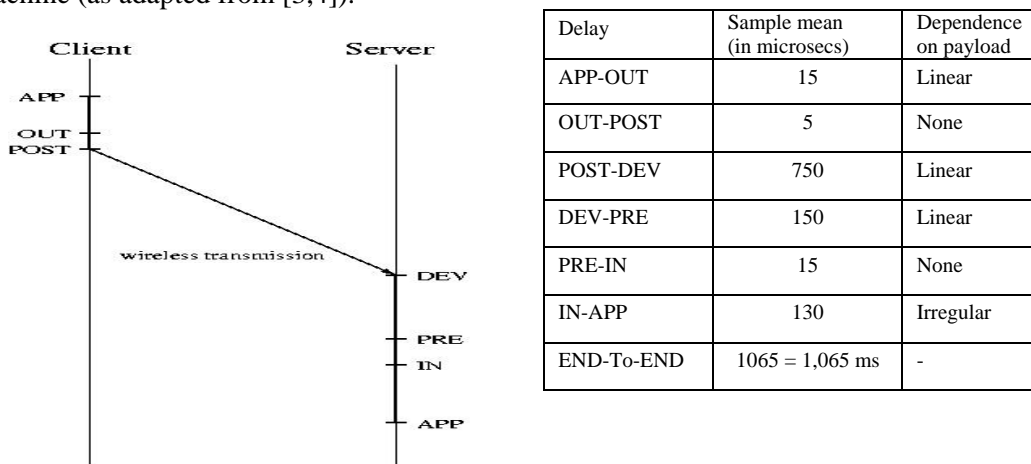 achine (as adapted from [3,4]).
Client Server
APP
OUT
POST
wireless transmission
DEV
PRE
IN
APP
Delay Sample mean (in microsecs) Dependence on payload
APP-OUT 15 Linear
OUT-POST 5 None
POST-DEV 750 Linear
DEV-PRE 150 Linear
PRE-IN 15 None
IN-APP 130 Irregular
END-To-END 1065 = 1,065 ms -